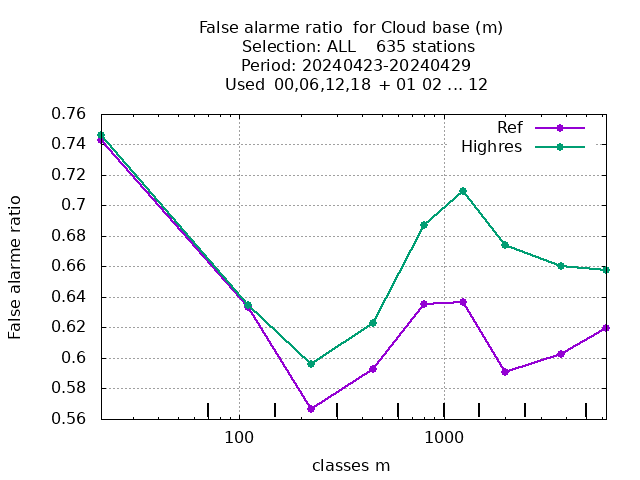 False alarme ratio  for Cloud base (m)
Selection: ALL    635 stations
Period: 20240423-20240429
Used  00,06,12,18 + 01 02 ... 12
0.76
0.74
0.72
0.7
0.68
0.66
0.64
0.62
0.6
0.58
0.56
False alarme ratio
Ref
Highres
100
1000
classes m